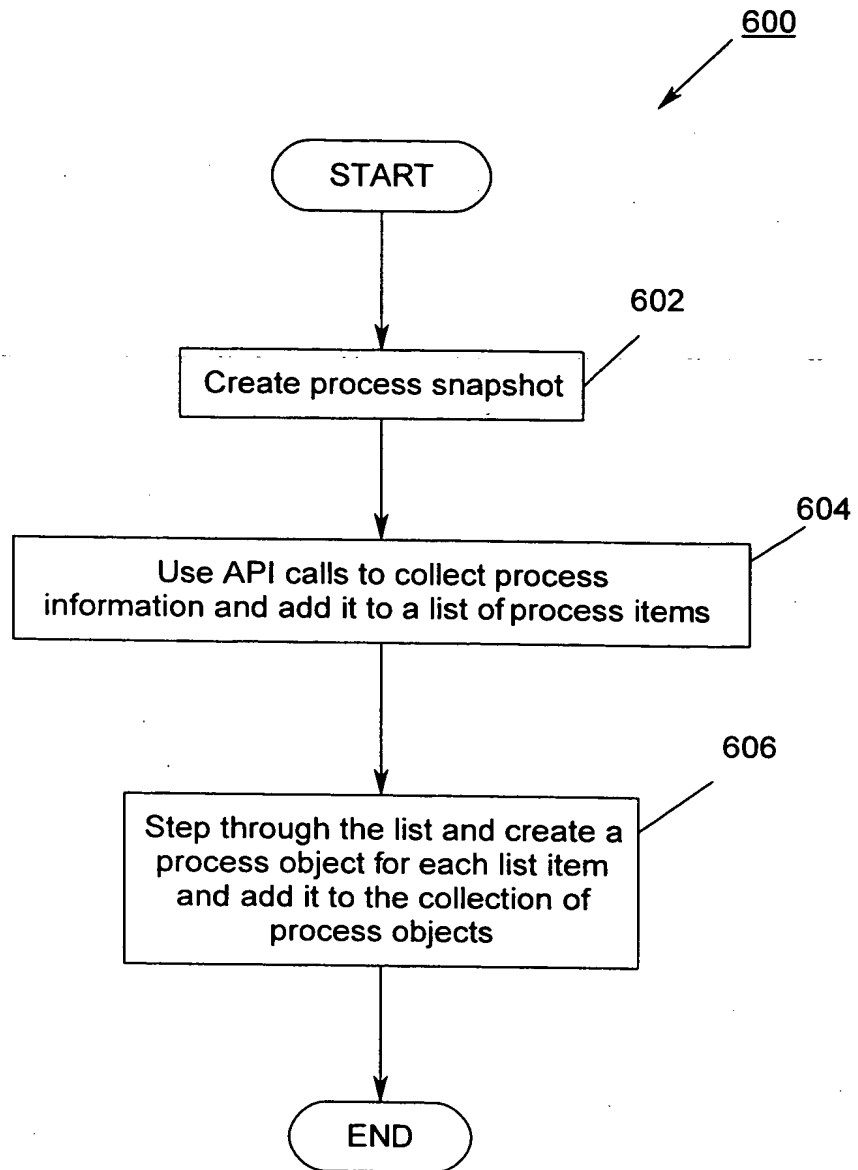 600
START
602
Create process snapshot
604
Use API calls to collect process
information and add it to a list of process items
606
Step through the list and create a
process object for each list item
and add it to the collection of
process objects
END